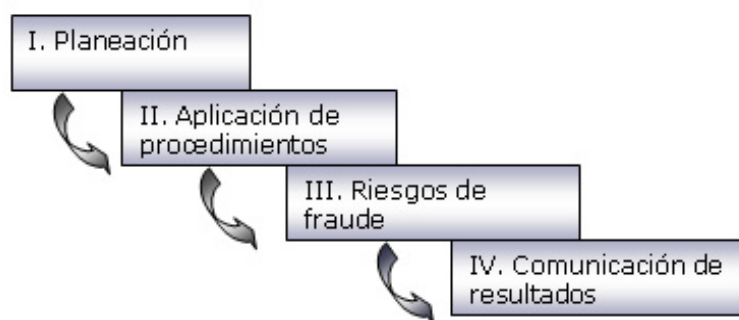 I. Planeación
II. Aplicación de
procedimientos
III. Riesgos de
fraude
IV. Comunicación de
resultados